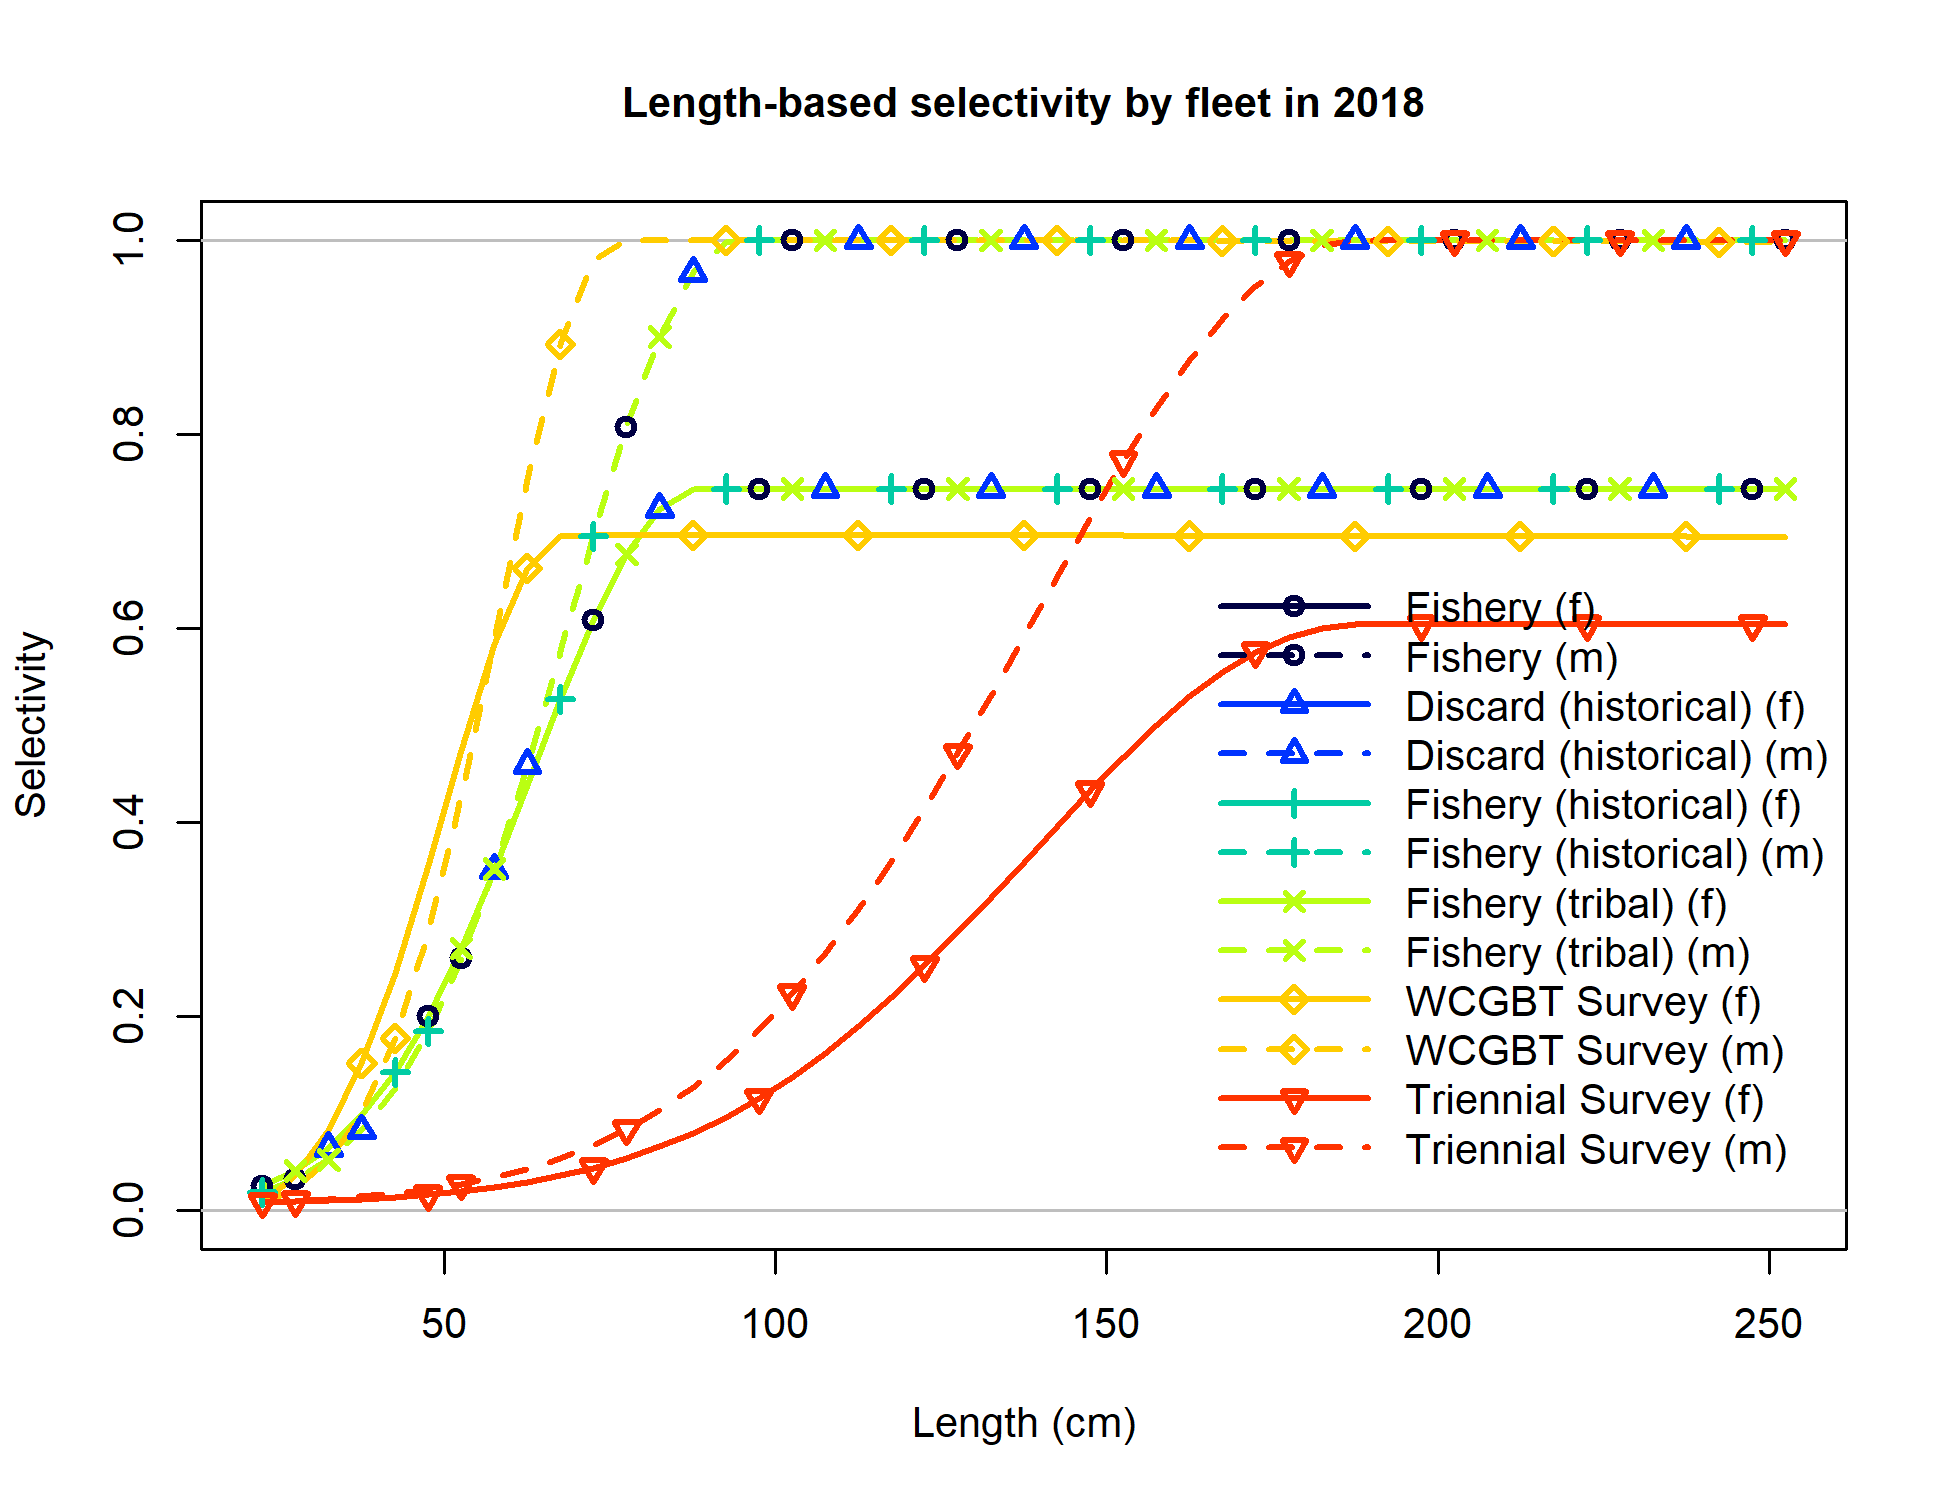 Length-based selectivity by fleet in 2018
1.0
0.8
0.6
0.4
0.2
0.0
Selectivity
50 100 150 200 250
Length (cm)
Fishery (f)
Fishery (m)
Discard (historical) (f)
Discard (historical) (m)
Fishery (historical) (f)
Fishery (historical) (m)
Fishery (tribal) (f)
Fishery (tribal) (m)
WCGBT Survey (f)
WCGBT Survey (m)
Triennial Survey (f)
Triennial Survey (m)